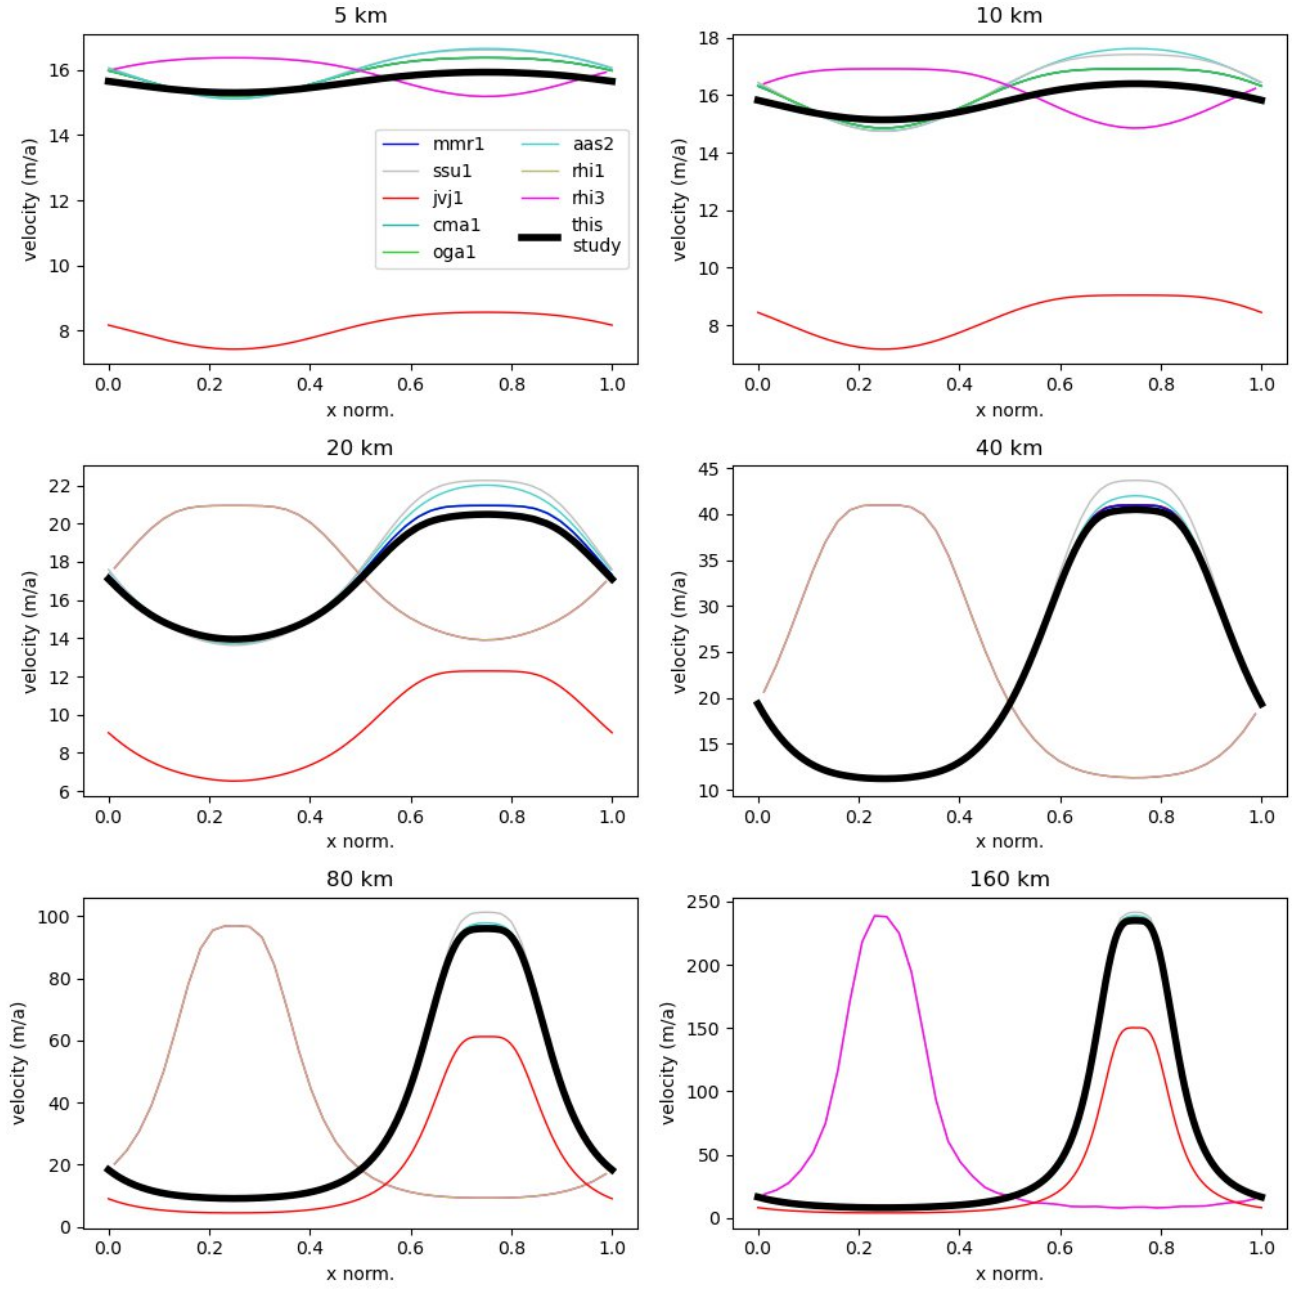 5 km
10 km
velocity (m/a)
16
14
12
10
8
mmr1
ssu1
jvj1
cma1
oga1
aas2
rhi1
rhi3
this
study
0.0 0.2 0.4 0.6 0.8 1.0
x norm.
velocity (m/a)
18
16
14
12
10
8
0.0 0.2 0.4 0.6 0.8 1.0
x norm.
20 km
40 km
velocity (m/a)
22
20
18
16
14
12
10
8
6
0.0 0.2 0.4 0.6 0.8 1.0
x norm.
velocity (m/a)
45
40
35
30
25
20
15
10
0.0 0.2 0.4 0.6 0.8 1.0
x norm.
80 km
160 km
velocity (m/a)
100
80
60
40
20
0
0.0 0.2 0.4 0.6 0.8 1.0
x norm.
velocity (m/a)
250
200
150
100
50
0
0.0 0.2 0.4 0.6 0.8 1.0
x norm.